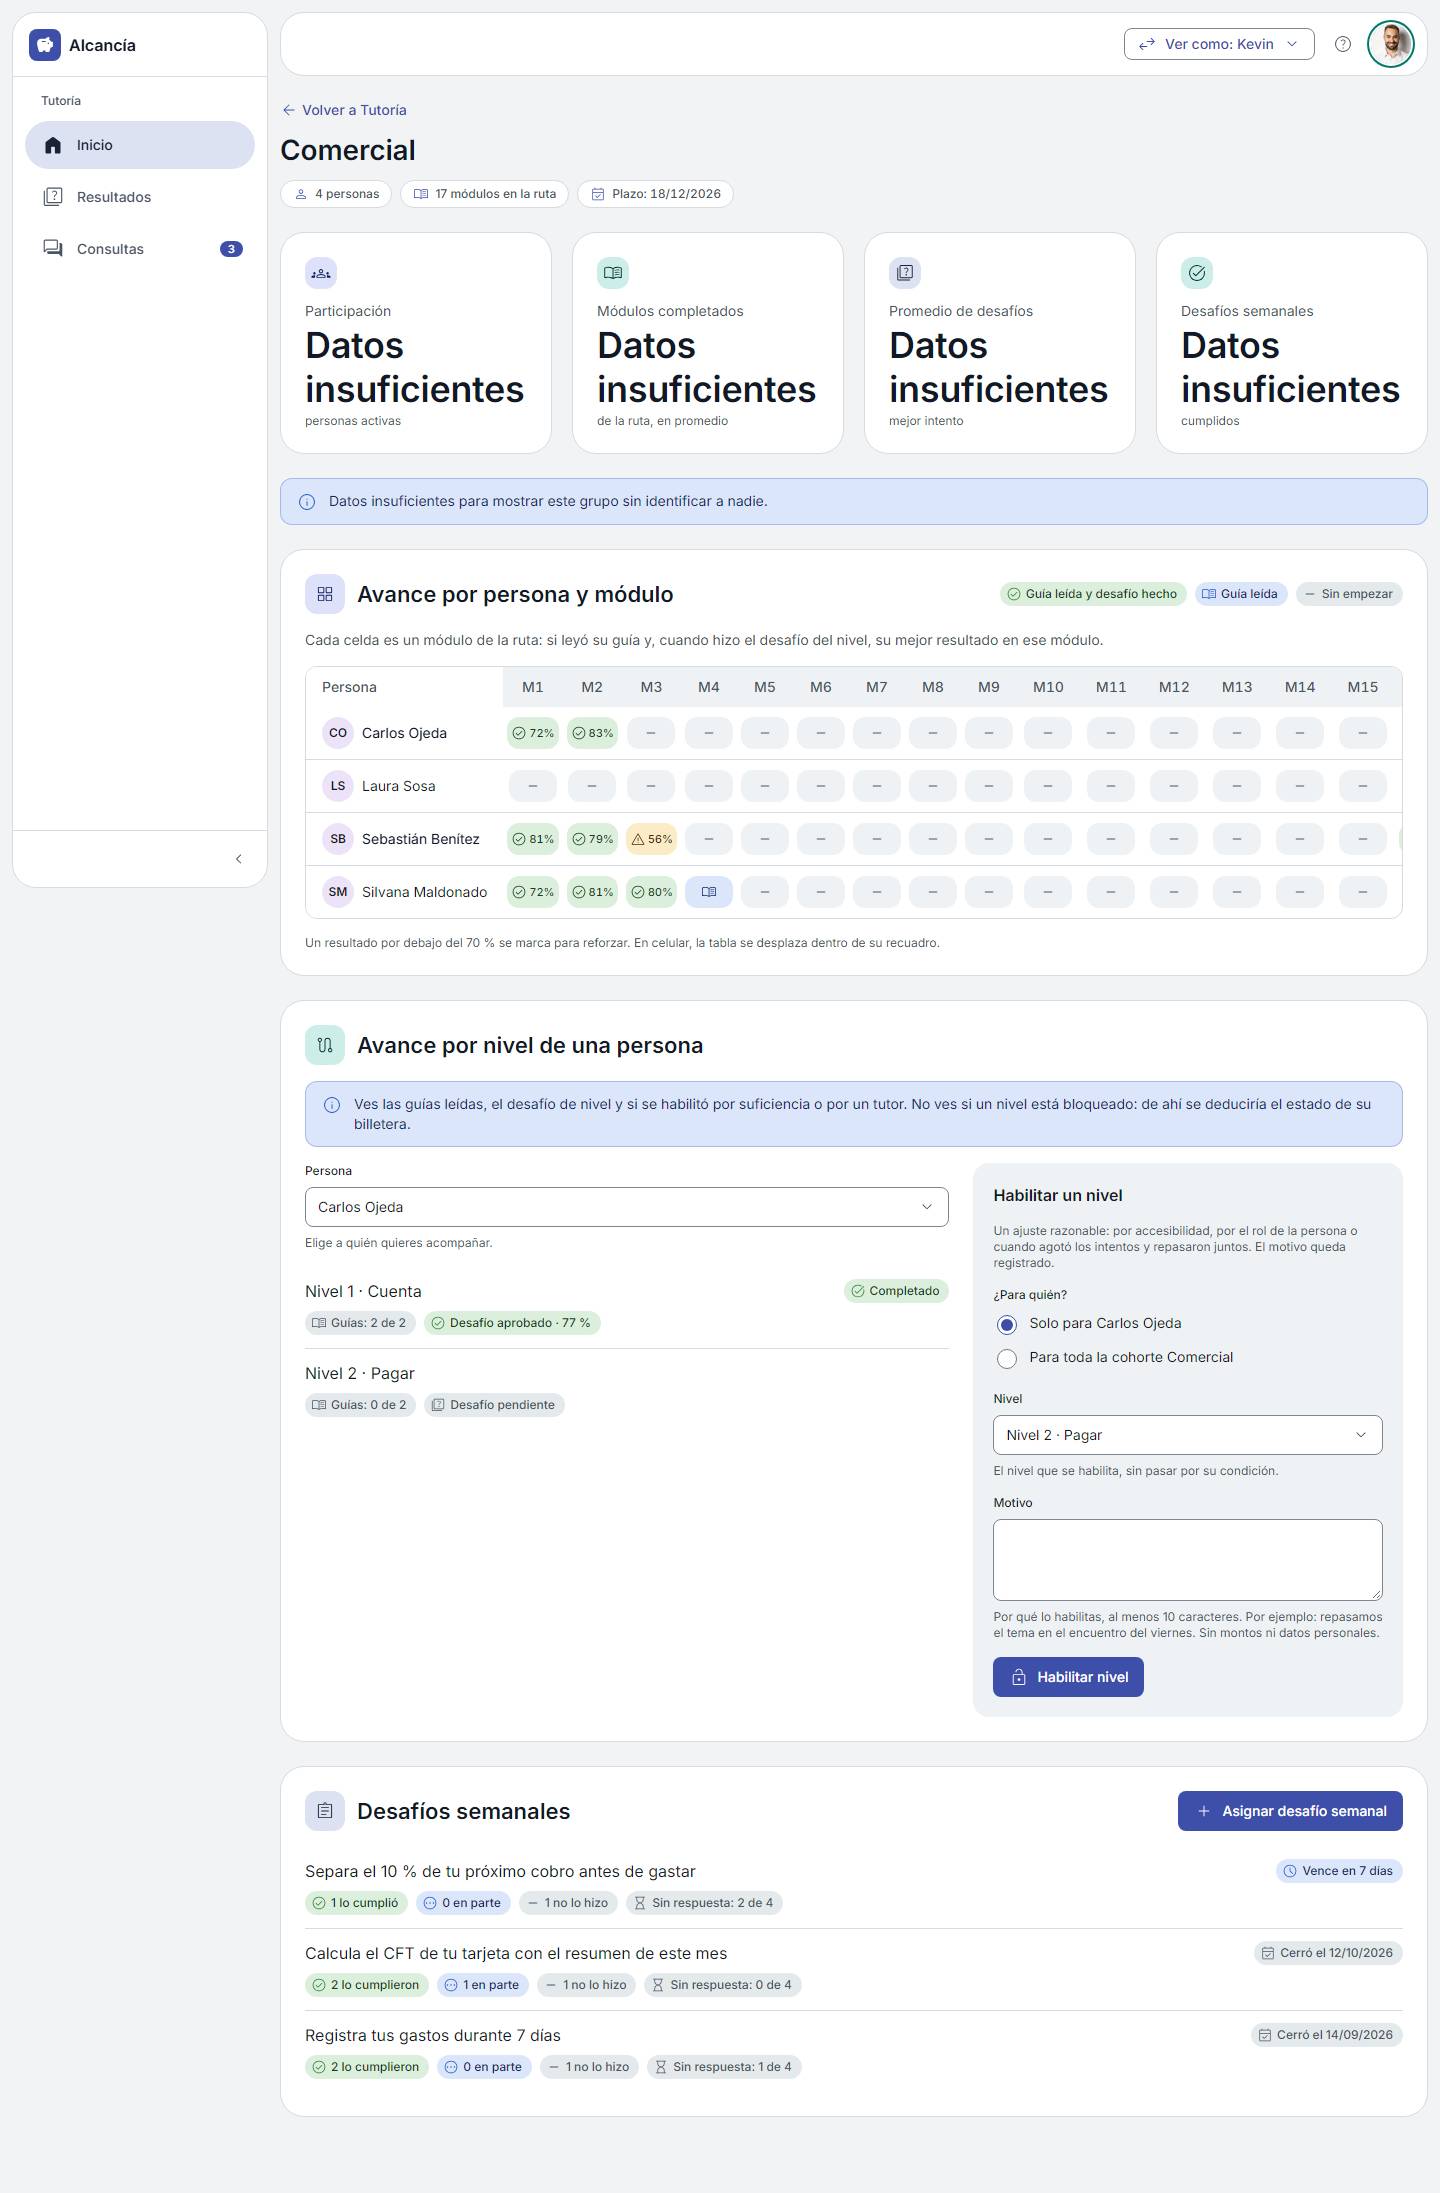 Alcancía
Ver como: Kevin
Tutoría
Inicio
Resultados
Consultas
3
Volver a Tutoría
Comercial
4 personas
17 módulos en la ruta
Plazo: 18/12/2026
Participación
Datos
insuficientes
personas activas
Módulos completados
Datos
insuficientes
de la ruta, en promedio
Promedio de desafíos
Datos
insuficientes
mejor intento
Desafíos semanales
Datos
insuficientes
cumplidos
Datos insuficientes para mostrar este grupo sin identificar a nadie.
Avance por persona y módulo
Guía leída y desafío hecho
Guía leída
Sin empezar
Cada celda es un módulo de la ruta: si leyó su guía y, cuando hizo el desafío del nivel, su mejor resultado en ese módulo.
Persona M1 M2 M3 M4 M5 M6 M7 M8 M9 M10 M11 M12 M13 M14 M15
CO Carlos Ojeda 72% 83% – – – – – – – – – – – – –
LS Laura Sosa – – – – – – – – – – – – – – –
SB Sebastián Benítez 81% 79% 56% – – – – – – – – – – – –
SM Silvana Maldonado 72% 81% 80% – – – – – – – – – – –
Un resultado por debajo del 70 % se marca para reforzar. En celular, la tabla se desplaza dentro de su recuadro.
Avance por nivel de una persona
Ves las guías leídas, el desafío de nivel y si se habilitó por suficiencia o por un tutor. No ves si un nivel está bloqueado: de ahí se deduciría el estado de su
billetera.
Persona
Carlos Ojeda
Elige a quién quieres acompañar.
Nivel 1 · Cuenta
Completado
Guías: 2 de 2
Desafío aprobado · 77 %
Nivel 2 · Pagar
Guías: 0 de 2
Desafío pendiente
Habilitar un nivel
Un ajuste razonable: por accesibilidad, por el rol de la persona o
cuando agotó los intentos y repasaron juntos. El motivo queda
registrado.
¿Para quién?
Solo para Carlos Ojeda
Para toda la cohorte Comercial
Nivel
Nivel 2 · Pagar
El nivel que se habilita, sin pasar por su condición.
Motivo
Por qué lo habilitas, al menos 10 caracteres. Por ejemplo: repasamos
el tema en el encuentro del viernes. Sin montos ni datos personales.
Habilitar nivel
Desafíos semanales
Asignar desafío semanal
Separa el 10 % de tu próximo cobro antes de gastar
Vence en 7 días
1 lo cumplió
0 en parte
1 no lo hizo
Sin respuesta: 2 de 4
Calcula el CFT de tu tarjeta con el resumen de este mes
Cerró el 12/10/2026
2 lo cumplieron
1 en parte
1 no lo hizo
Sin respuesta: 0 de 4
Registra tus gastos durante 7 días
Cerró el 14/09/2026
2 lo cumplieron
0 en parte
1 no lo hizo
Sin respuesta: 1 de 4